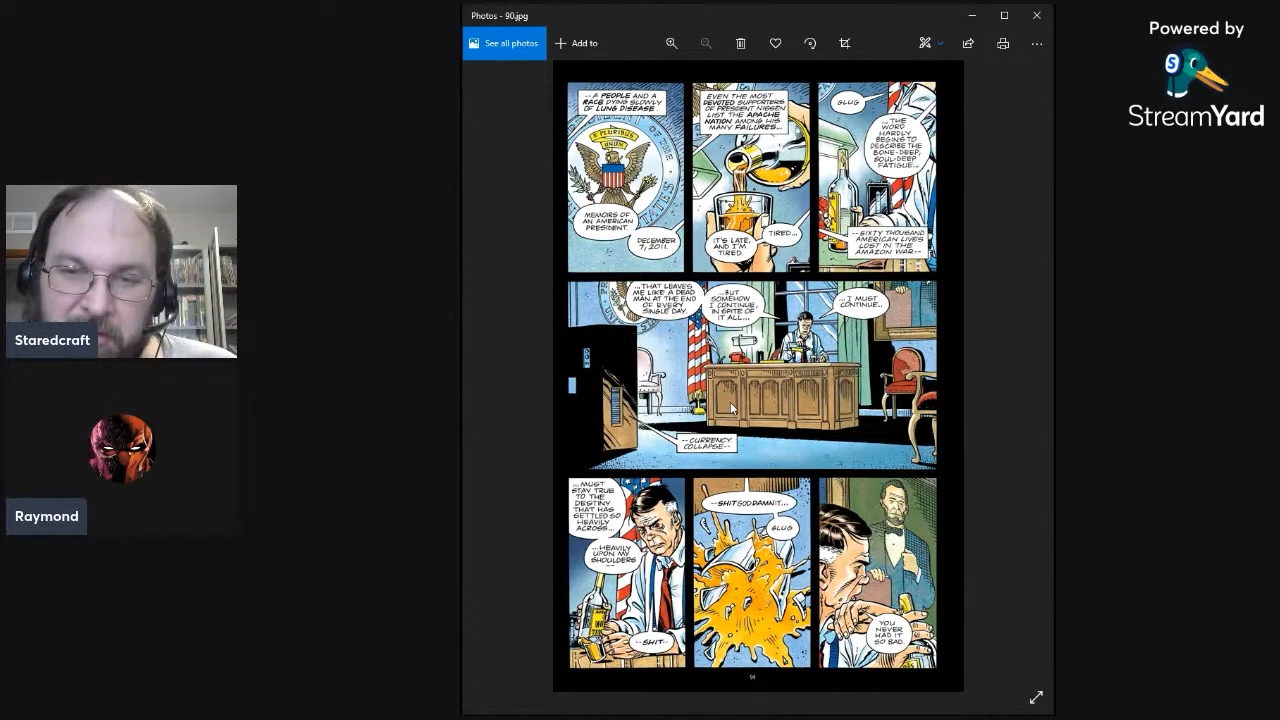 Photos - 90.jpg
See all photos
Add to
Powered by
StreamYard
Staredcraft
Raymond
-- A PEOPLE AND A
RACE DYING SLOWLY
OF LUNG DISEASE
E PLURIBUS
UNUM
MEMOIRS OF
AN AMERICAN
PRESIDENT.
DECEMBER
7, 2011.
EVEN THE MOST
DEVOTED SUPPORTERS
OF PRESIDENT NISSEN
LIST THE APACHE
NATION AMONG HIS
MANY FAILURES...
IT'S LATE,
AND I'M
TIRED.
TIRED...
GLUG
...THE
WORD
HARDLY
BEGINS TO
DESCRIBE THE
BONE-DEEP,
SOUL-DEEP
FATIGUE...
-- SIXTY THOUSAND
AMERICAN LIVES
LOST IN THE
AMAZON WAR--
...THAT LEAVES
ME LIKE A DEAD
MAN AT THE END
OF EVERY
SINGLE DAY.
...BUT
SOMEHOW
I CONTINUE,
IN SPITE OF
IT ALL...
...I MUST
CONTINUE...
--CURRENCY
COLLAPSE--
...MUST
STAY TRUE
TO THE
DESTINY
THAT HAS
SETTLED SO
HEAVILY
ACROSS...
...HEAVILY
UPON MY
SHOULDERS
--
--SHIT--
--SHITGODDAMNIT...
GLUG
YOU
NEVER
HAD IT
SO BAD.